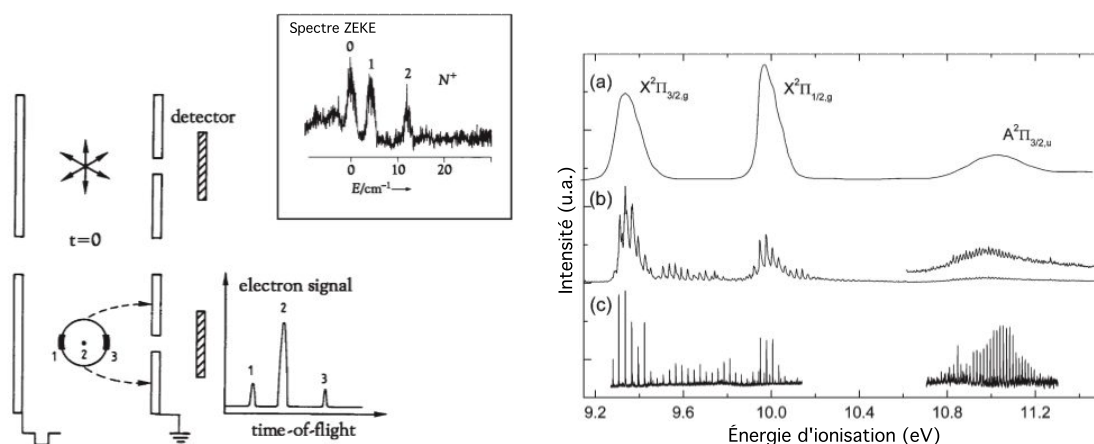 Spectre ZEKE
0
1
2
N⁺
0 10 20
E/cm⁻¹
detector
t=0
1 2 3
electron signal
1
2
3
time-of-flight
(a)
X²Π₃/₂,g
X²Π₁/₂,g
A²Π₃/₂,u
(b)
(c)
Intensité (u.a.)
9.2 9.6 10.0 10.4 10.8 11.2
Énergie d'ionisation (eV)